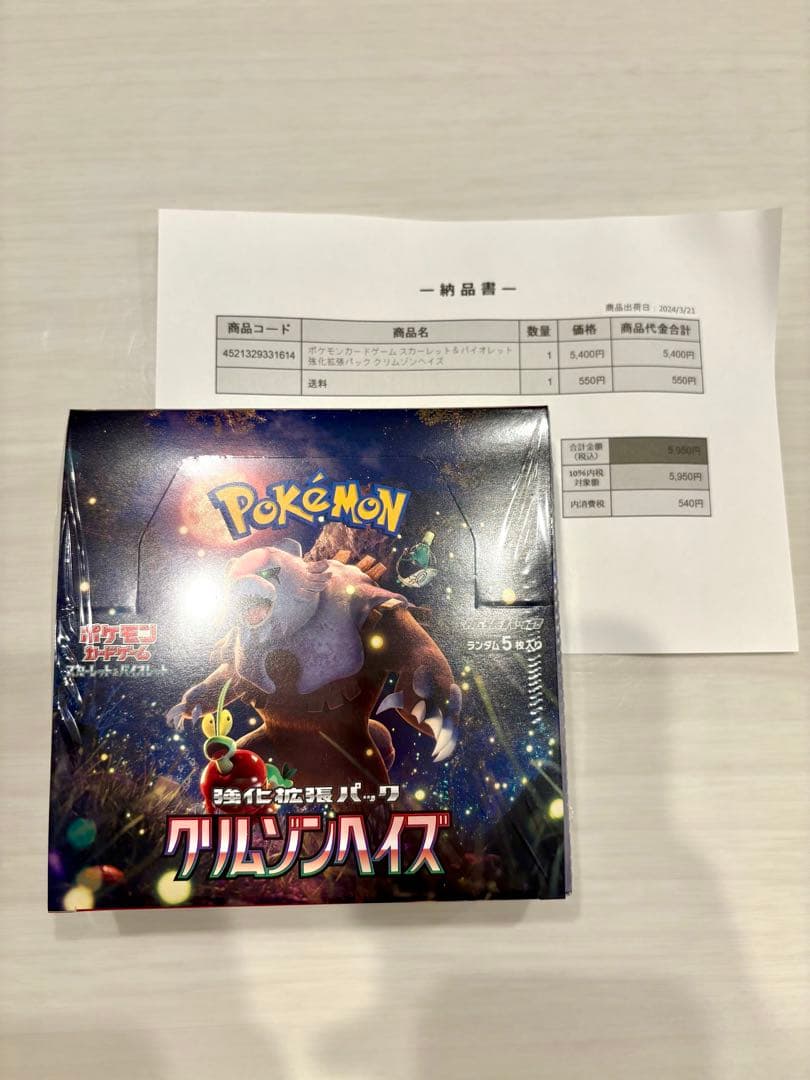 ー納品書ー
商品出荷日：2024/3/21
商品コード 商品名 数量 価格 商品代金合計
4521329331614 ポケモンカードゲーム スカーレット＆バイオレット 1 5,400円 5,400円
強化拡張パック クリムゾンヘイズ
送料 1 550円 550円
合計金額 5,950円
(税込)
10%内税 5,950円
対象額
内消費税 540円
POKéMON
ポケモン
カードゲーム
スカーレット&バイオレット
ランダム5枚入り
強化拡張パック
クリムゾンヘイズ